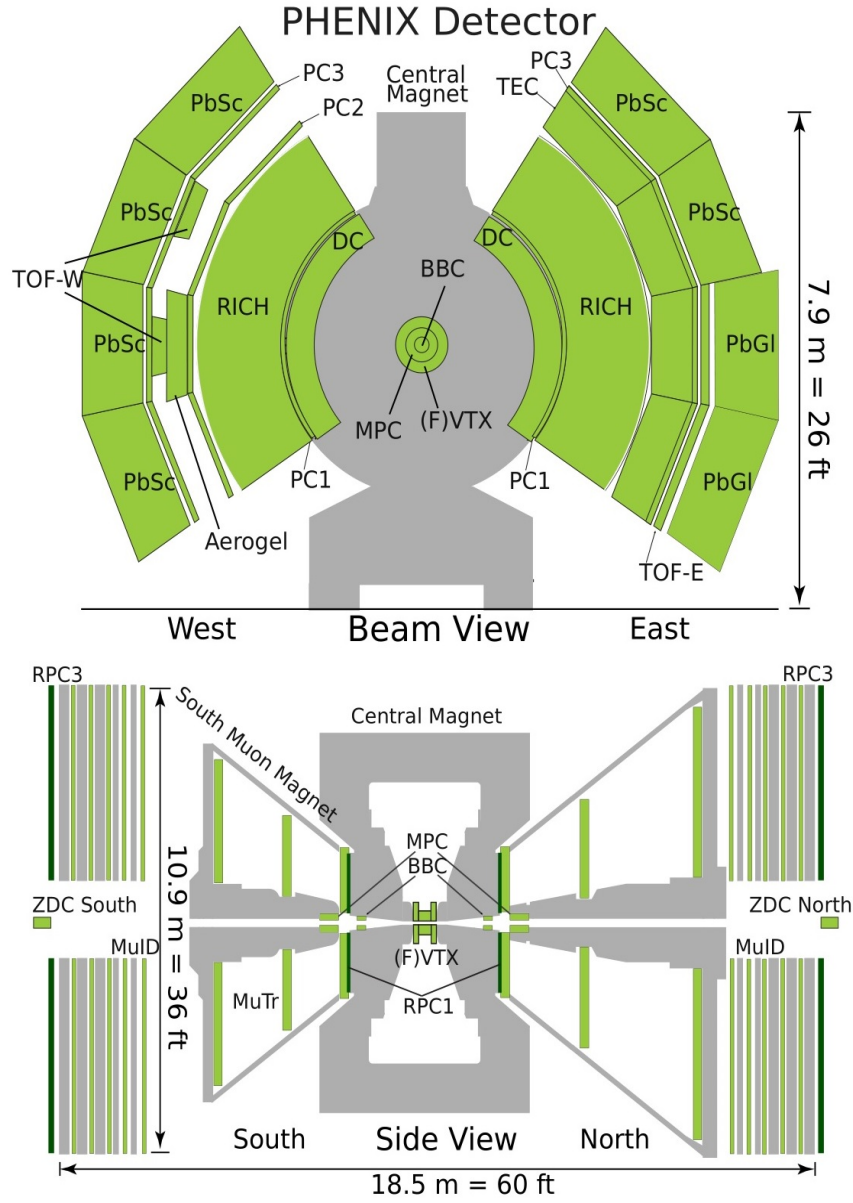 PHENIX Detector
Central
Magnet
PC3
PC2
PC3
TEC
PbSc
PbSc
PbSc
PbSc
TOF-W
DC
DC
BBC
RICH
RICH
PbSc
PbGl
MPC
(F)VTX
PbSc
PC1
PC1
PbGl
Aerogel
TOF-E
7.9 m = 26 ft
West
Beam View
East
RPC3
RPC3
South Muon Magnet
Central Magnet
MPC
BBC
10.9 m = 36 ft
ZDC South
ZDC North
MuID
(F)VTX
MuID
MuTr
RPC1
South
Side View
North
18.5 m = 60 ft